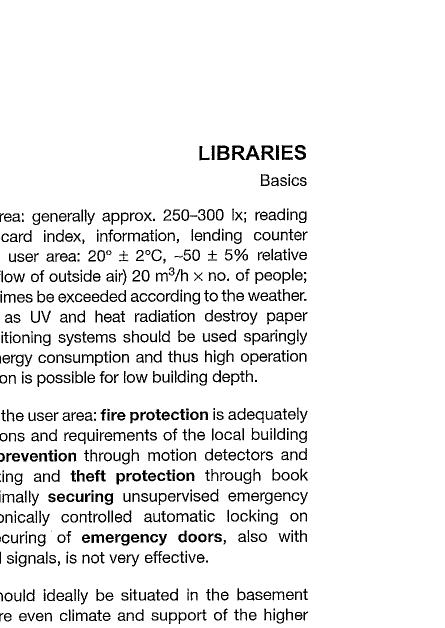 LIBRARIES
Basics
rea: generally approx. 250–300 lx; reading
card index, information, lending counter
user area: 20° ± 2°C, ~50 ± 5% relative
flow of outside air) 20 m³/h × no. of people;
imes be exceeded according to the weather.
as UV and heat radiation destroy paper
itioning systems should be used sparingly
nergy consumption and thus high operation
on is possible for low building depth.
the user area: fire protection is adequately
ons and requirements of the local building
prevention through motion detectors and
ing and theft protection through book
imally securing unsupervised emergency
onically controlled automatic locking on
curing of emergency doors, also with
signals, is not very effective.
ould ideally be situated in the basement
re even climate and support of the higher